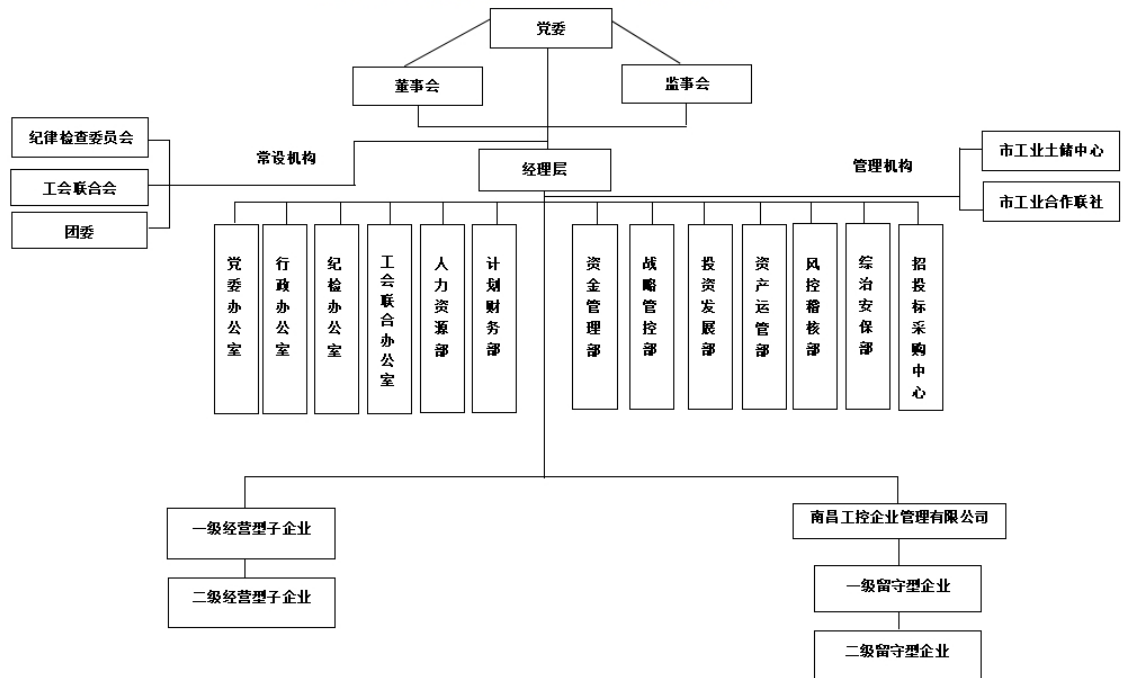 党委
董事会
监事会
纪律检查委员会
常设机构
经理层
管理机构
市工业土储中心
工会联合会
市工业合作联社
团委
党委办公室
行政办公室
纪检办公室
工会联合办公室
人力资源部
计划财务部
资金管理部
战略管控部
投资发展部
资产运管部
风控稽核部
综治安保部
招投标采购中心
一级经营型子企业
南昌工控企业管理有限公司
二级经营型子企业
一级留守型企业
二级留守型企业